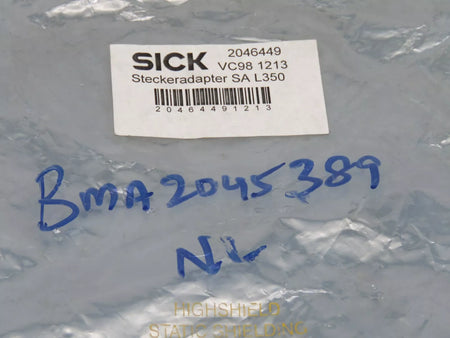 SICK 2046449
VC98 1213
Steckeradapter SA L350
20464491213
BMA2045389
NL
HIGHSHIELD
STATIC SHIELDING